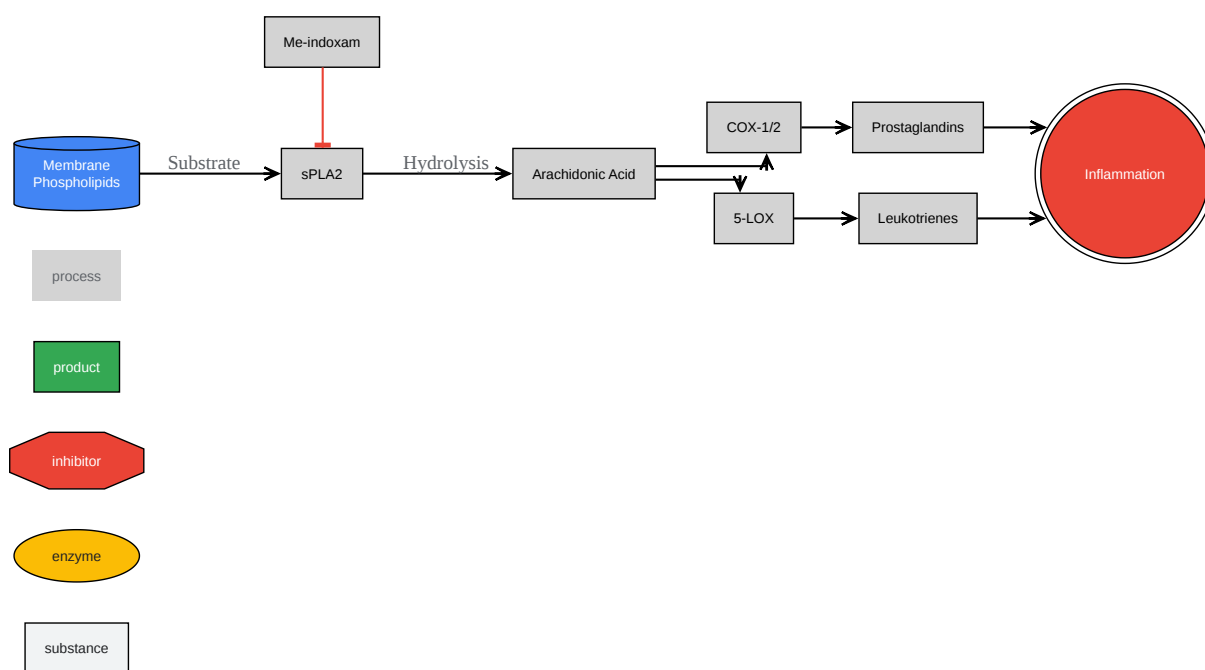 Me-indoxam
Membrane
Phospholipids
Substrate
sPLA2
Hydrolysis
Arachidonic Acid
COX-1/2
Prostaglandins
5-LOX
Leukotrienes
Inflammation
process
product
inhibitor
enzyme
substance